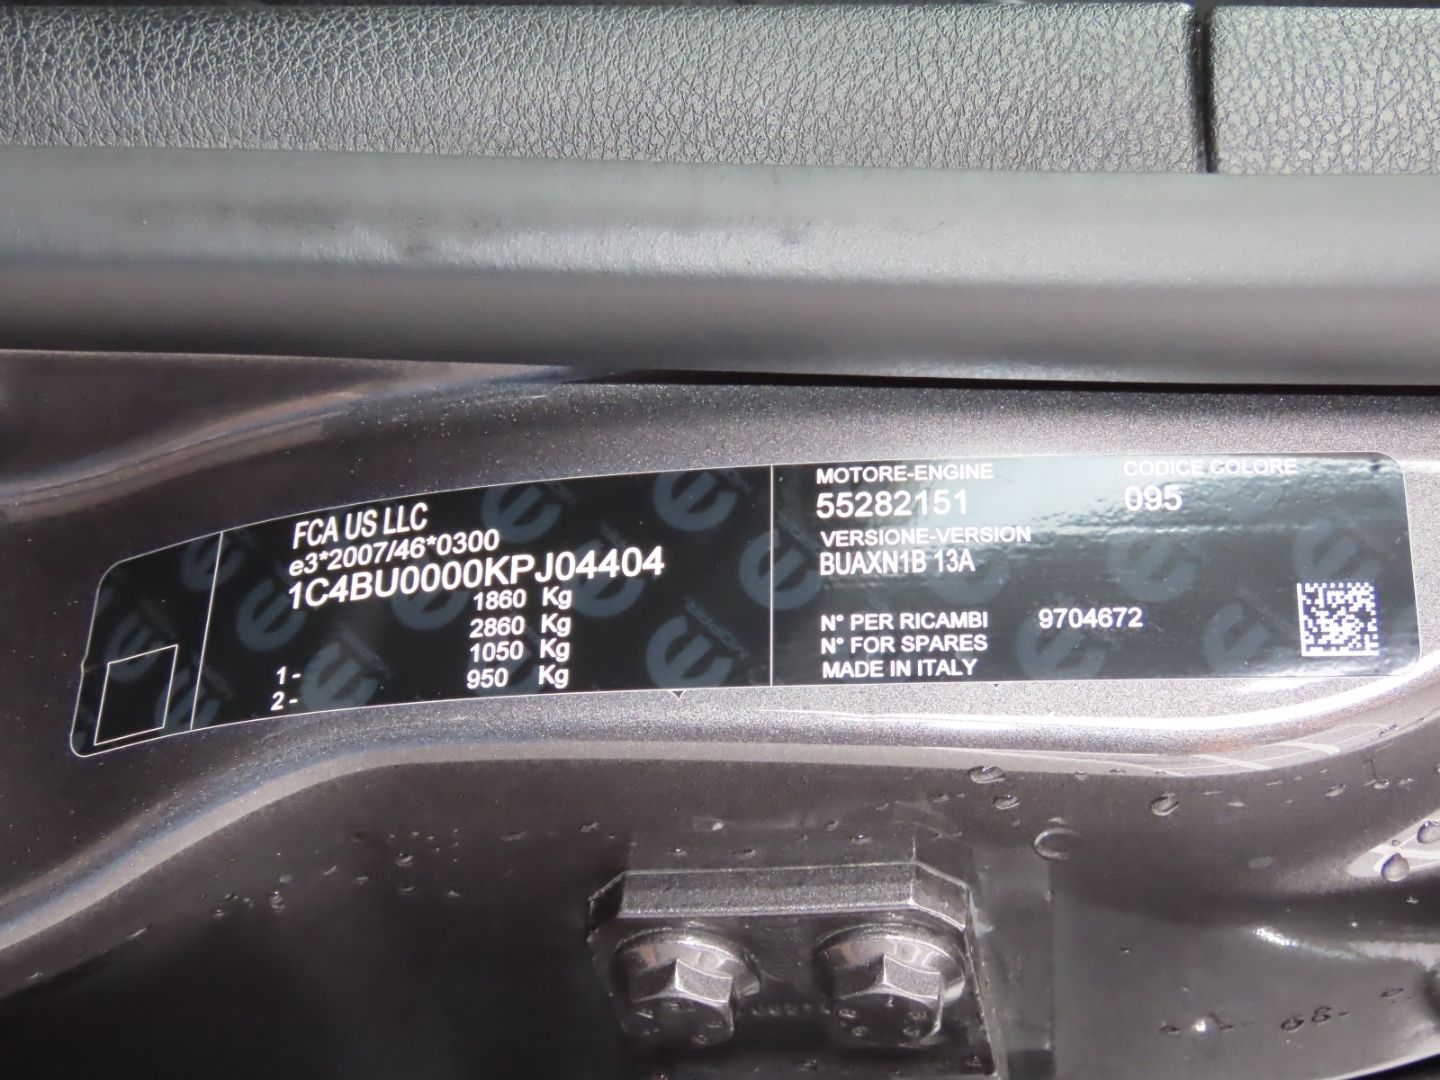 FCA US LLC
e3*2007/46*0300
1C4BU0000KPJ04404
1860 Kg
2860 Kg
1- 1050 Kg
2- 950 Kg
MOTORE-ENGINE
55282151
CODICE COLORE
095
VERSIONE-VERSION
BUAXN1B 13A
N° PER RICAMBI 9704672
N° FOR SPARES
MADE IN ITALY